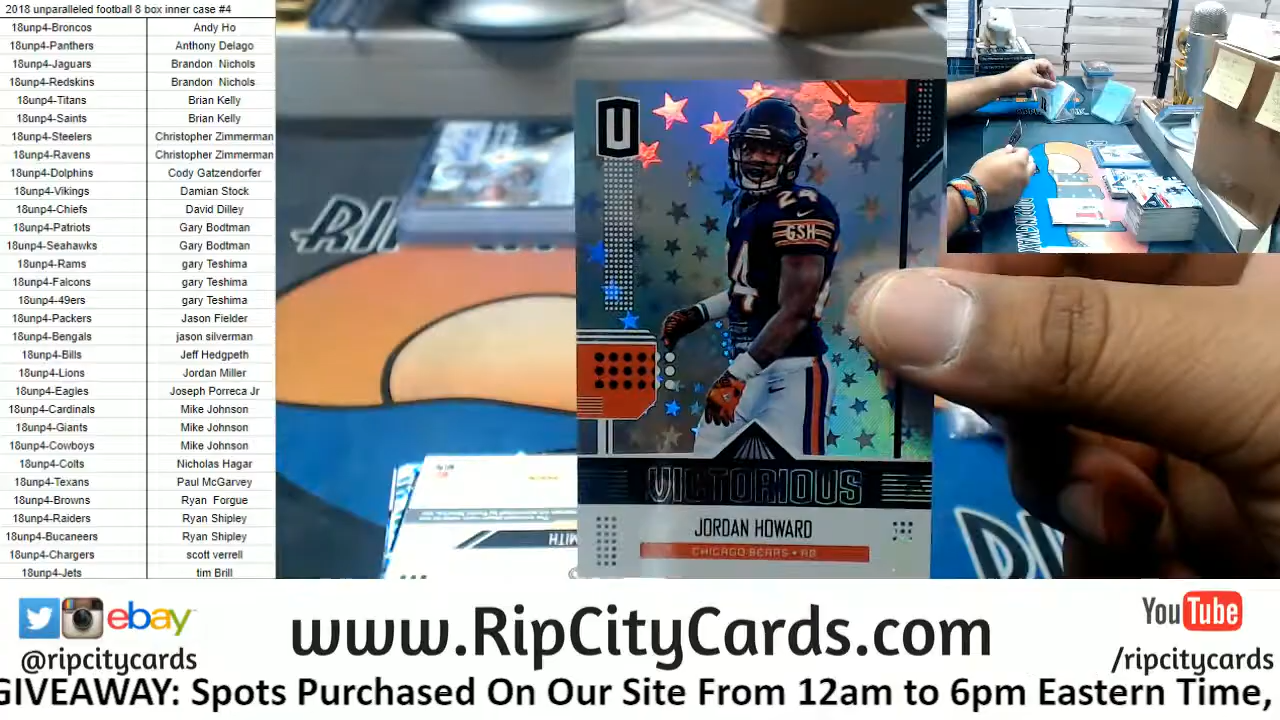 2018 unparalleled football 8 box inner case #4
18unp4-Broncos Andy Ho
18unp4-Panthers Anthony Delago
18unp4-Jaguars Brandon Nichols
18unp4-Redskins Brandon Nichols
18unp4-Titans Brian Kelly
18unp4-Saints Brian Kelly
18unp4-Steelers Christopher Zimmerman
18unp4-Ravens Christopher Zimmerman
18unp4-Dolphins Cody Gatzendorfer
18unp4-Vikings Damian Stock
18unp4-Chiefs David Dilley
18unp4-Patriots Gary Bodtman
18unp4-Seahawks Gary Bodtman
18unp4-Rams gary Teshima
18unp4-Falcons gary Teshima
18unp4-49ers gary Teshima
18unp4-Packers Jason Fielder
18unp4-Bengals jason silverman
18unp4-Bills Jeff Hedgpeth
18unp4-Lions Jordan Miller
18unp4-Eagles Joseph Porreca Jr
18unp4-Cardinals Mike Johnson
18unp4-Giants Mike Johnson
18unp4-Cowboys Mike Johnson
18unp4-Colts Nicholas Hagar
18unp4-Texans Paul McGarvey
18unp4-Browns Ryan Forgue
18unp4-Raiders Ryan Shipley
18unp4-Bucaneers Ryan Shipley
18unp4-Chargers scott verrell
18unp4-Jets tim Brill
U
24
GSH
VICTORIOUS
JORDAN HOWARD
CHICAGO BEARS • RB
ebay
@ripcitycards
www.RipCityCards.com
YouTube
/ripcitycards
GIVEAWAY: Spots Purchased On Our Site From 12am to 6pm Eastern Time,